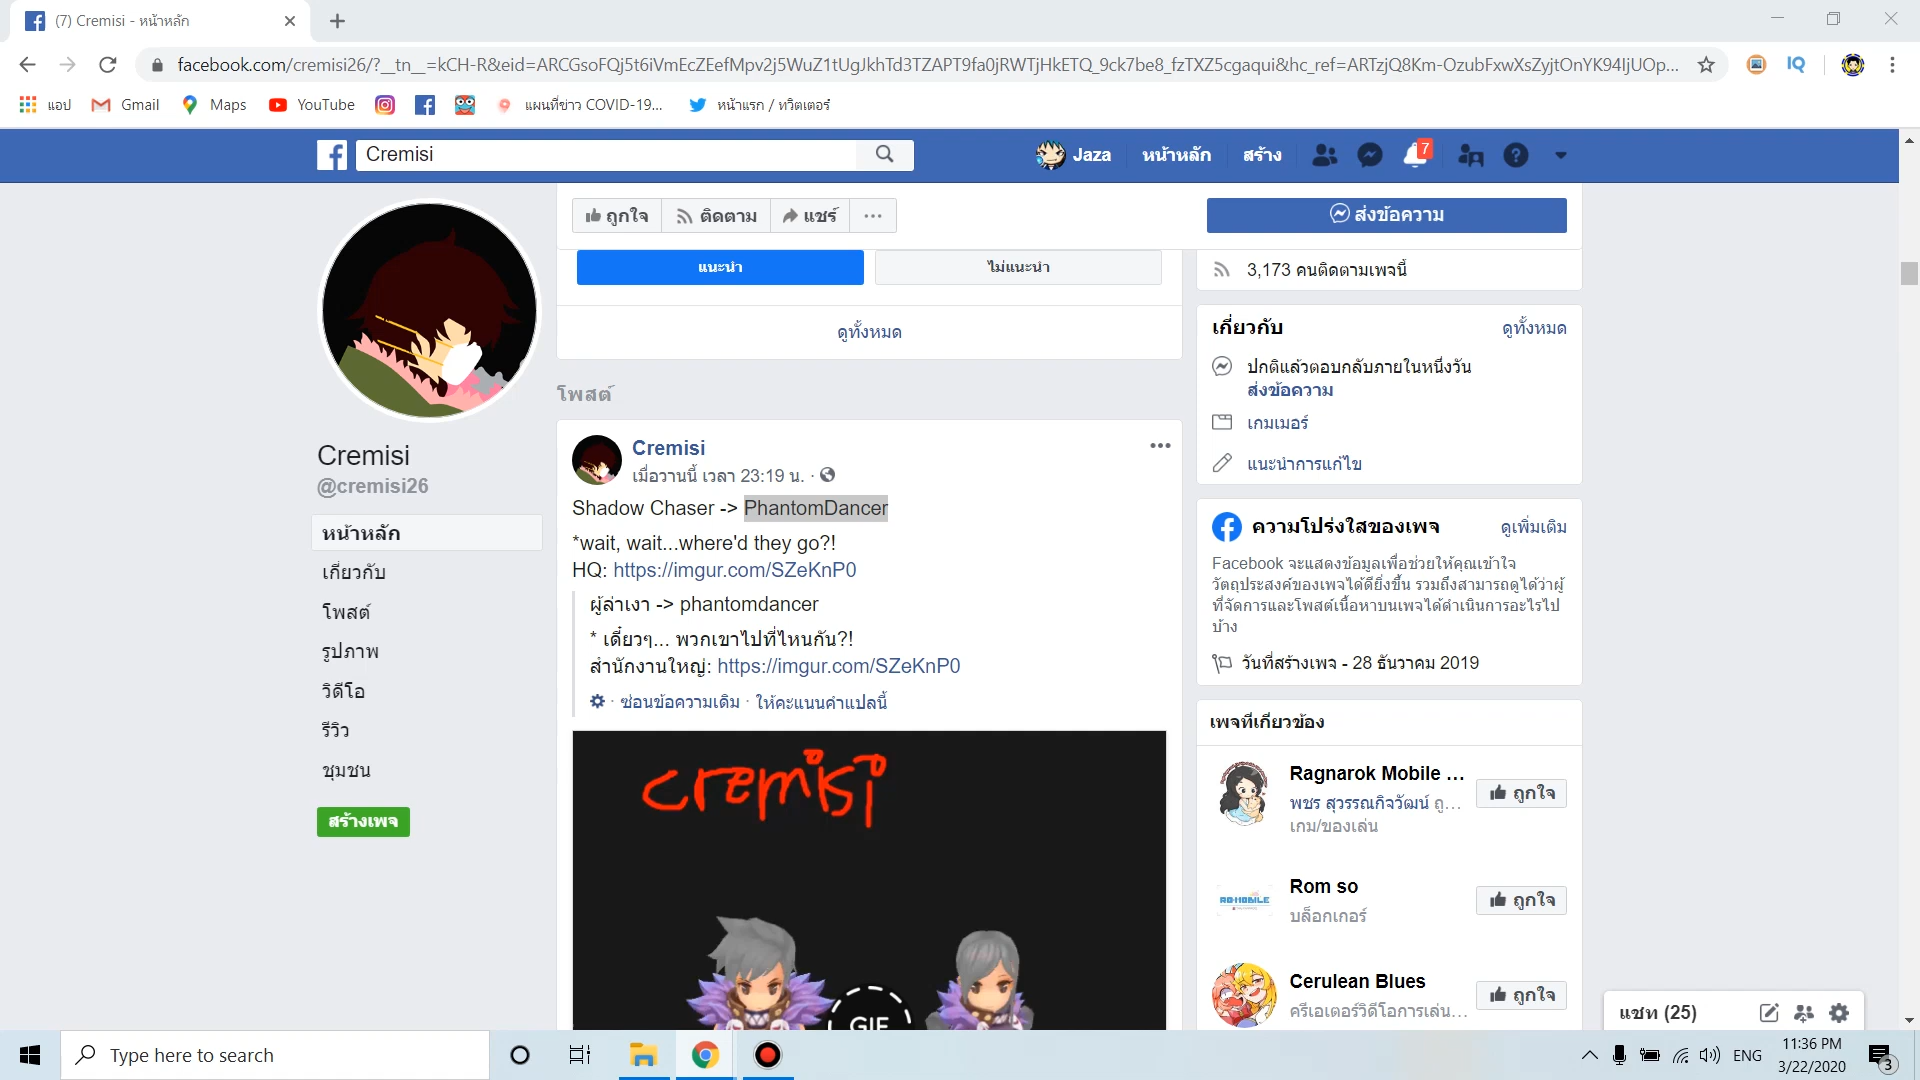 (7) Cremisi - หน้าหลัก
facebook.com/cremisi26/?__tn__=kCH-R&eid=ARCGsoFQj5t6iVmEcZEefMpv2j5WuZ1tUgJkhTd3TZAPT9fa0jRWTjHkETQ_9ck7be8_fzTXZ5cgaqui&hc_ref=ARTzjQ8Km-OzubFxwXsZyjtOnYK94IjUOp...
IQ
แอป
Gmail
Maps
YouTube
แผนที่ข่าว COVID-19...
หน้าแรก / ทวิตเตอร์
Cremisi
Jaza
หน้าหลัก
สร้าง
7
ถูกใจ
ติดตาม
แชร์
ส่งข้อความ
แนะนำ
ไม่แนะนำ
ดูทั้งหมด
โพสต์
Cremisi
@cremisi26
หน้าหลัก
เกี่ยวกับ
โพสต์
รูปภาพ
วิดีโอ
รีวิว
ชุมชน
สร้างเพจ
Cremisi
เมื่อวานนี้ เวลา 23:19 น. ·
Shadow Chaser -> PhantomDancer
*wait, wait...where'd they go?!
HQ: https://imgur.com/SZeKnP0
ผู้ล่าเงา -> phantomdancer
* เดี๋ยวๆ... พวกเขาไปที่ไหนกัน?!
สำนักงานใหญ่: https://imgur.com/SZeKnP0
· ซ่อนข้อความเดิม · ให้คะแนนคำแปลนี้
cremisi
GIF
3,173 คนติดตามเพจนี้
เกี่ยวกับ
ดูทั้งหมด
ปกติแล้วตอบกลับภายในหนึ่งวัน
ส่งข้อความ
เกมเมอร์
แนะนำการแก้ไข
ความโปร่งใสของเพจ
ดูเพิ่มเติม
Facebook จะแสดงข้อมูลเพื่อช่วยให้คุณเข้าใจ
วัตถุประสงค์ของเพจได้ดียิ่งขึ้น รวมถึงสามารถดูได้ว่าผู้
ที่จัดการและโพสต์เนื้อหาบนเพจได้ดำเนินการอะไรไป
บ้าง
วันที่สร้างเพจ - 28 ธันวาคม 2019
เพจที่เกี่ยวข้อง
Ragnarok Mobile ...
พชร สุวรรณกิจวัฒน์ ถู...
เกม/ของเล่น
ถูกใจ
Rom so
บล็อกเกอร์
ถูกใจ
Cerulean Blues
ครีเอเตอร์วิดีโอการเล่น...
ถูกใจ
แชท (25)
Type here to search
ENG
11:36 PM
3/22/2020
3